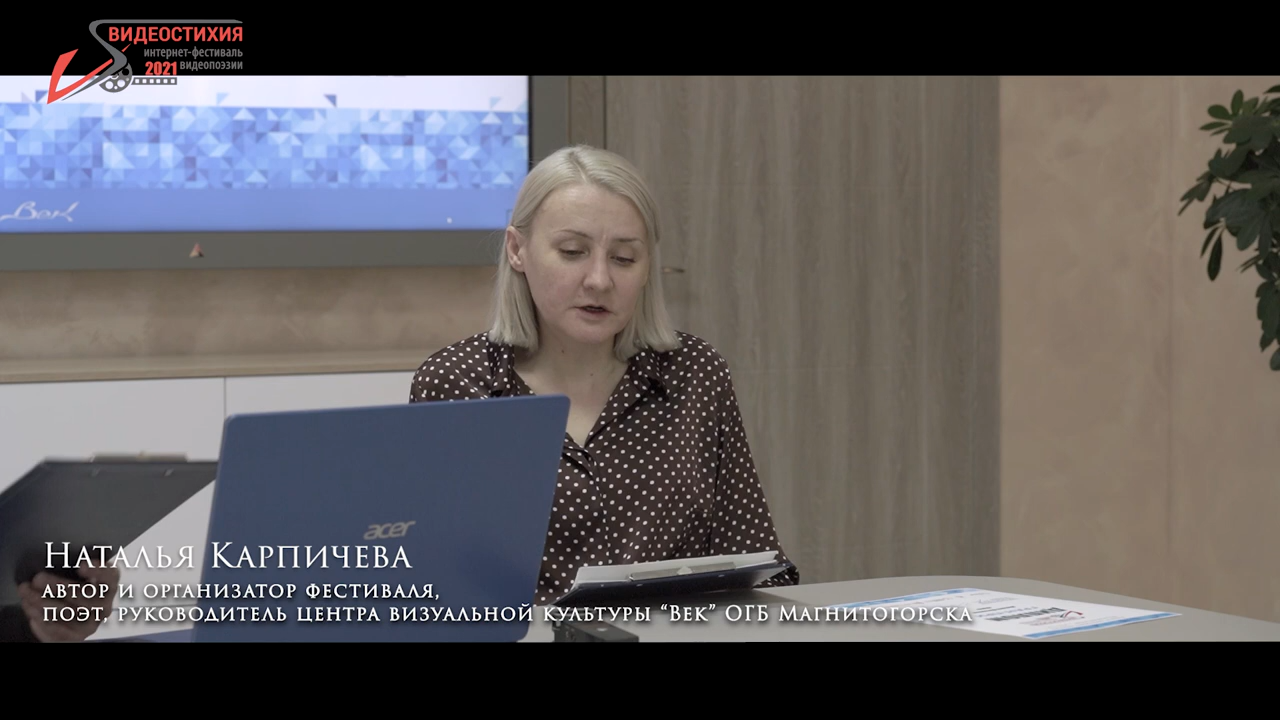 ВИДЕОСТИХИЯ
интернет-фестиваль
2021 видеопоэзии
Век
acer
Наталья Карпичева
автор и организатор фестиваля,
поэт, руководитель центра визуальной культуры “Век” ОГБ Магнитогорска